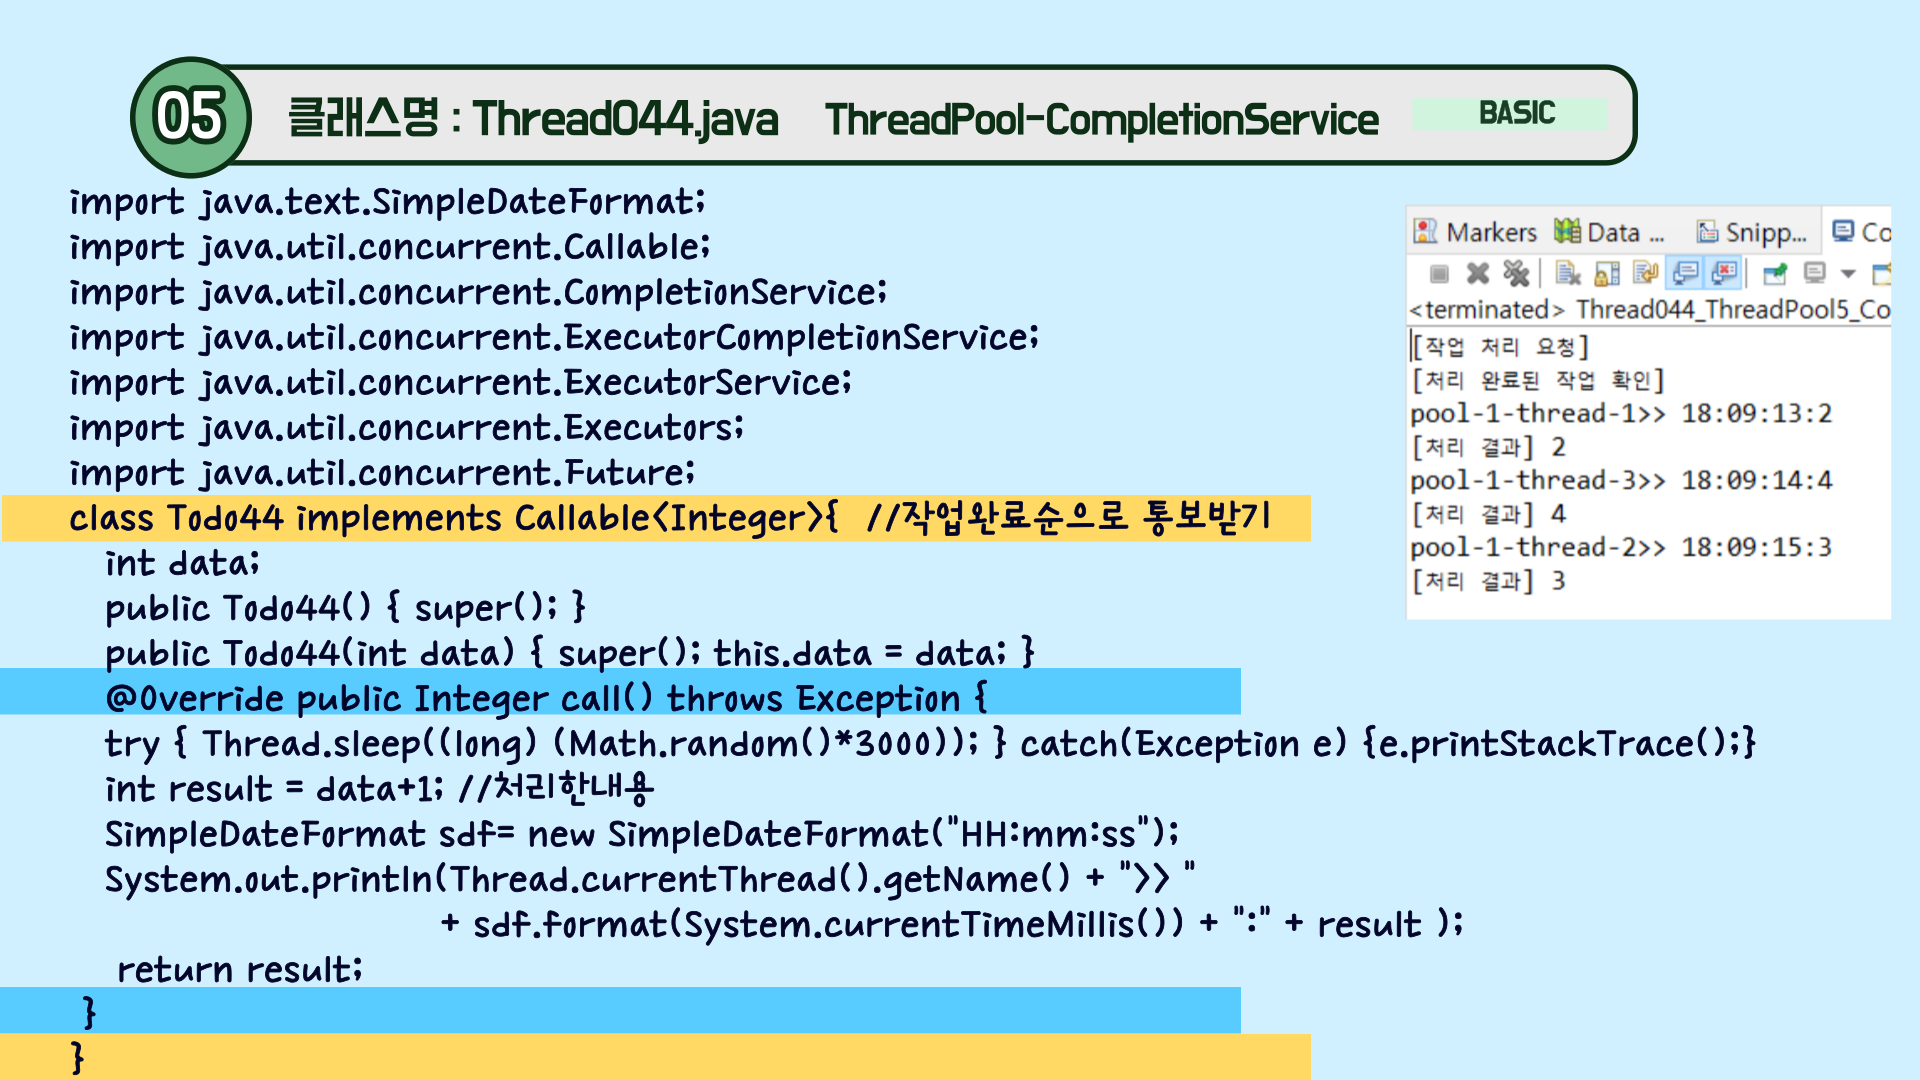 05 클래스명 : Thread044.java ThreadPool-CompletionService BASIC
import java.text.SimpleDateFormat;
import java.util.concurrent.Callable;
import java.util.concurrent.CompletionService;
import java.util.concurrent.ExecutorCompletionService;
import java.util.concurrent.ExecutorService;
import java.util.concurrent.Executors;
import java.util.concurrent.Future;
class Todo44 implements Callable<Integer>{ //작업완료순으로 통보받기
int data;
public Todo44() { super(); }
public Todo44(int data) { super(); this.data = data; }
@Override public Integer call() throws Exception {
try { Thread.sleep((long) (Math.random()*3000)); } catch(Exception e) {e.printStackTrace();}
int result = data+1; //처리한내용
SimpleDateFormat sdf= new SimpleDateFormat("HH:mm:ss");
System.out.println(Thread.currentThread().getName() + ">> "
+ sdf.format(System.currentTimeMillis()) + ":" + result );
return result;
}
}
Markers Data ... Snipp... Co
<terminated> Thread044_ThreadPool5_Co
[작업 처리 요청]
[처리 완료된 작업 확인]
pool-1-thread-1>> 18:09:13:2
[처리 결과] 2
pool-1-thread-3>> 18:09:14:4
[처리 결과] 4
pool-1-thread-2>> 18:09:15:3
[처리 결과] 3